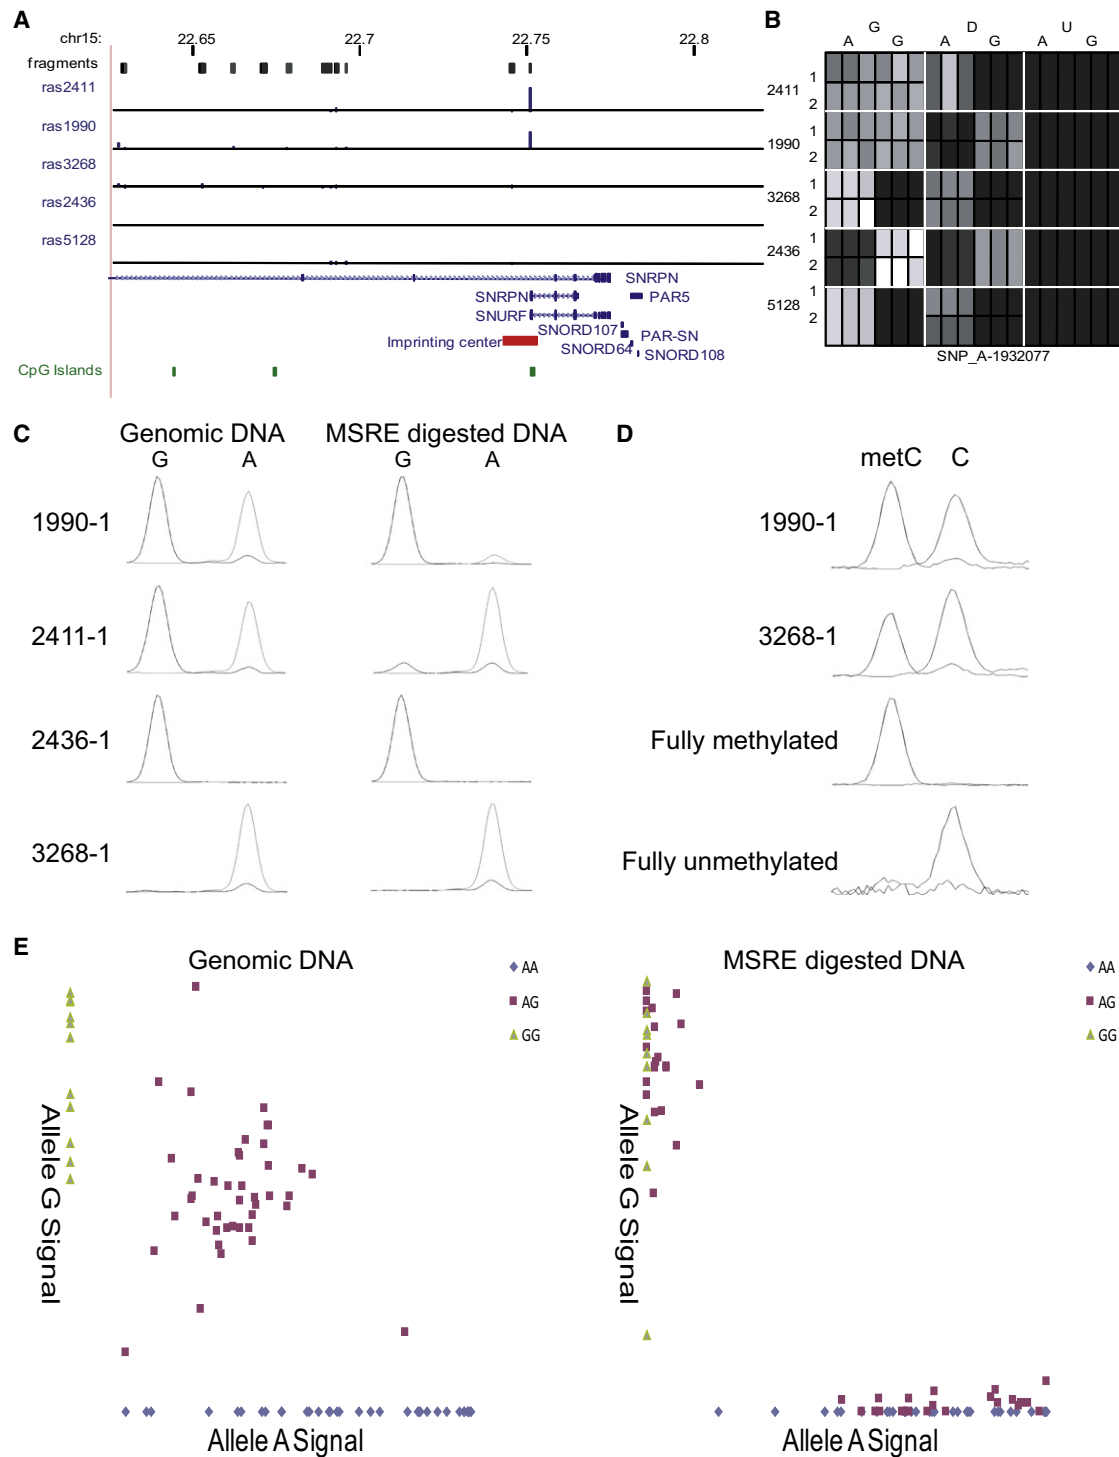 A
chr15:
22.65
22.7
22.75
22.8
fragments
ras2411
ras1990
ras3268
ras2436
ras5128
SNRPN
SNRPN
PAR5
SNURF
SNORD107
PAR-SN
Imprinting center
SNORD64
SNORD108
CpG Islands
B
G D U
A G A G A G
2411 1
2
1990 1
2
3268 1
2
2436 1
2
5128 1
2
SNP_A-1932077
C
Genomic DNA MSRE digested DNA
G A G A
1990-1
2411-1
2436-1
3268-1
D
metC C
1990-1
3268-1
Fully methylated
Fully unmethylated
E
Genomic DNA
AA
AG
GG
Allele G Signal
Allele A Signal
MSRE digested DNA
AA
AG
GG
Allele G Signal
Allele A Signal